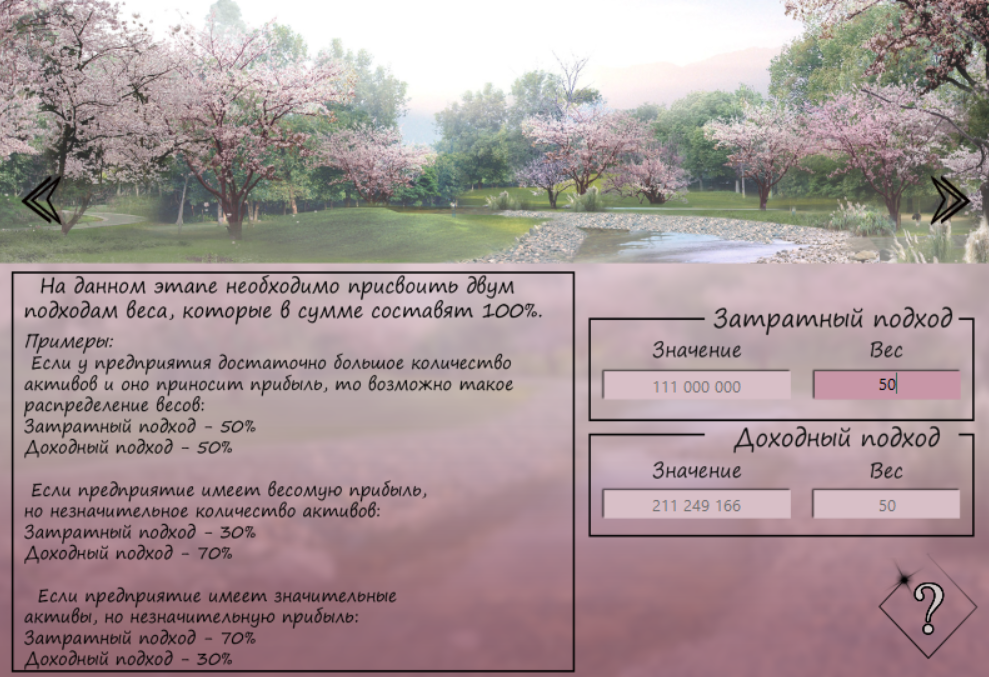 На данном этапе необходимо присвоить двум
подходам веса, которые в сумме составят 100%.
Примеры:
Если у предприятия достаточно большое количество
активов и оно приносит прибыль, то возможно такое
распределение весов:
Затратный подход - 50%
Доходный подход - 50%
Если предприятие имеет весомую прибыль,
но незначительное количество активов:
Затратный подход - 30%
Доходный подход - 70%
Если предприятие имеет значительные
активы, но незначительную прибыль:
Затратный подход - 70%
Доходный подход - 30%
Затратный подход
Значение Вес
111 000 000 50
Доходный подход
Значение Вес
211 249 166 50
?